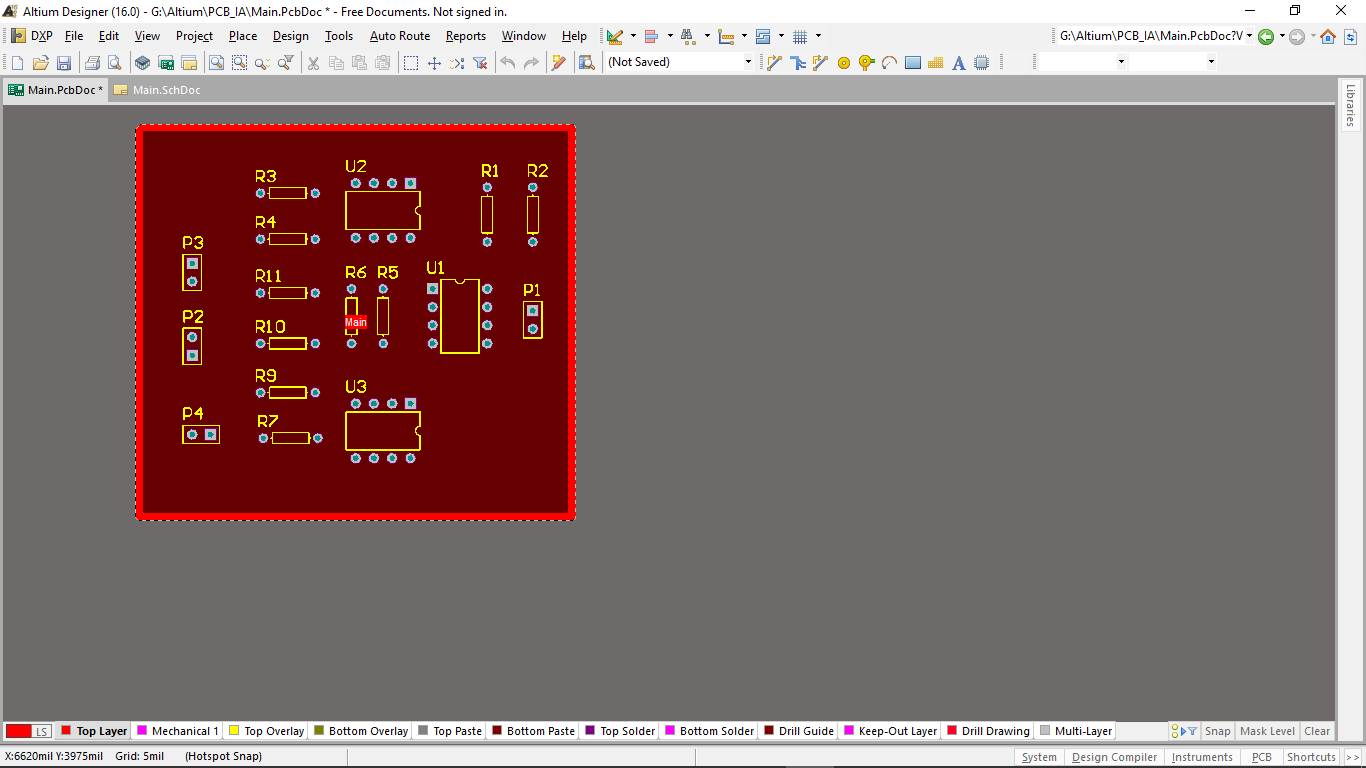 Altium Designer (16.0) - G:\Altium\PCB_IA\Main.PcbDoc * - Free Documents. Not signed in.
DXP File Edit View Project Place Design Tools Auto Route Reports Window Help G:\Altium\PCB_IA\Main.PcbDoc?V
(Not Saved) A
Main.PcbDoc * Main.SchDoc
Libraries
U2
R1 R2
R3
R4
P3
U1
R6 R5
R11
P1
P2
Main
R10
R9
U3
P4
R7
LS Top Layer Mechanical 1 Top Overlay Bottom Overlay Top Paste Bottom Paste Top Solder Bottom Solder Drill Guide Keep-Out Layer Drill Drawing Multi-Layer Snap Mask Level Clear
X:6620mil Y:3975mil Grid: 5mil (Hotspot Snap) System Design Compiler Instruments PCB Shortcuts >>